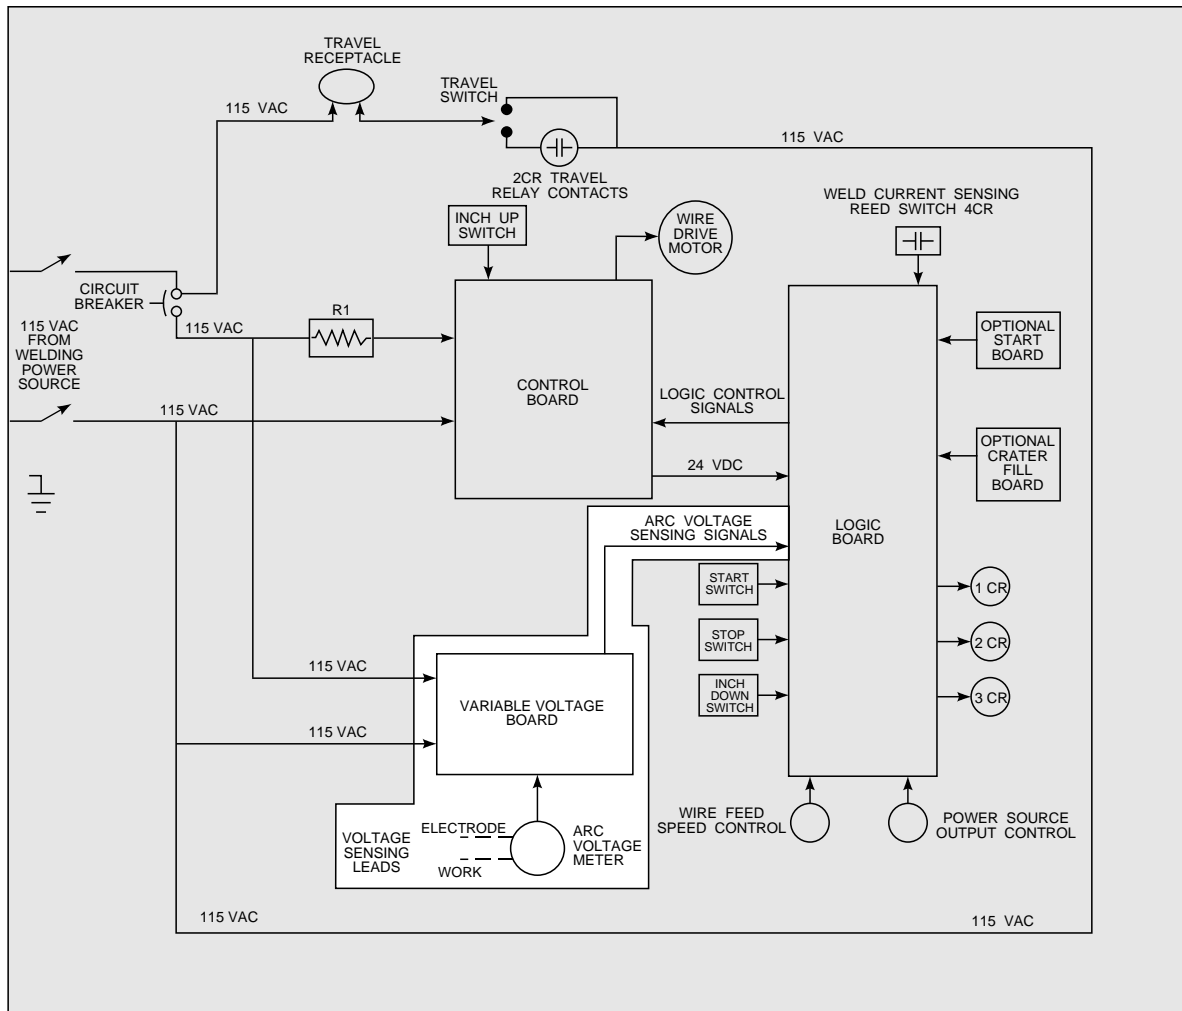 TRAVEL
RECEPTACLE
TRAVEL
SWITCH
115 VAC
115 VAC
2CR TRAVEL
RELAY CONTACTS
WELD CURRENT SENSING
REED SWITCH 4CR
INCH UP
SWITCH
WIRE
DRIVE
MOTOR
CIRCUIT
BREAKER
R1
115 VAC
115 VAC
FROM
WELDING
POWER
SOURCE
OPTIONAL
START
BOARD
CONTROL
BOARD
LOGIC CONTROL
SIGNALS
115 VAC
OPTIONAL
CRATER
FILL
BOARD
24 VDC
ARC VOLTAGE
SENSING SIGNALS
LOGIC
BOARD
START
SWITCH
1 CR
STOP
SWITCH
2 CR
115 VAC
INCH
DOWN
SWITCH
3 CR
VARIABLE VOLTAGE
BOARD
115 VAC
WIRE FEED
SPEED CONTROL
POWER SOURCE
OUTPUT CONTROL
ELECTRODE
ARC
VOLTAGE
METER
VOLTAGE
SENSING
LEADS
WORK
115 VAC
115 VAC